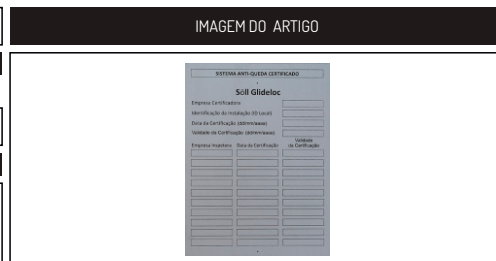 IMAGEM DO ARTIGO
SISTEMA ANTI-QUEDA CERTIFICADO
Söll Glideloc
Empresa Certificadora
Identificação da Instalação (ID Local)
Data da Certificação (dd/mm/aaaa)
Validade da Certificação (dd/mm/aaaa)
Empresa Inspetora Data da Certificação Validade da Certificação